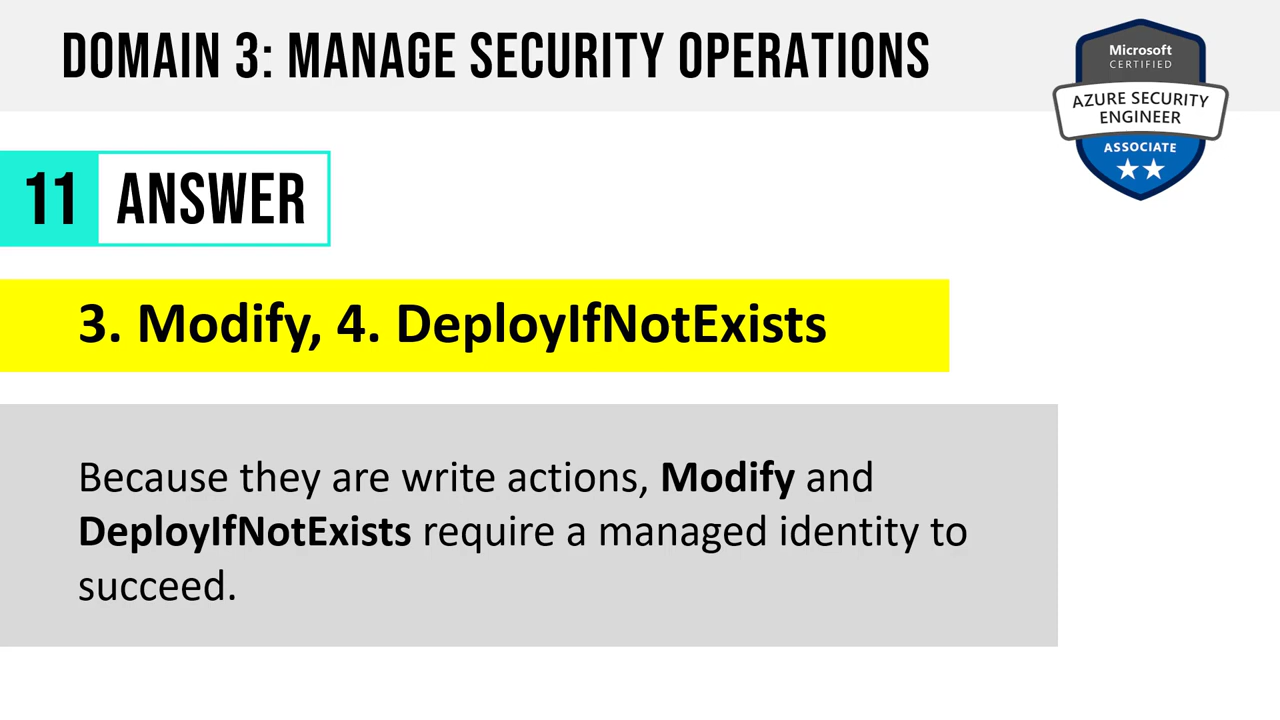 DOMAIN 3: MANAGE SECURITY OPERATIONS
Microsoft
CERTIFIED
AZURE SECURITY
ENGINEER
ASSOCIATE
11 ANSWER
3. Modify, 4. DeployIfNotExists
Because they are write actions, Modify and
DeployIfNotExists require a managed identity to
succeed.